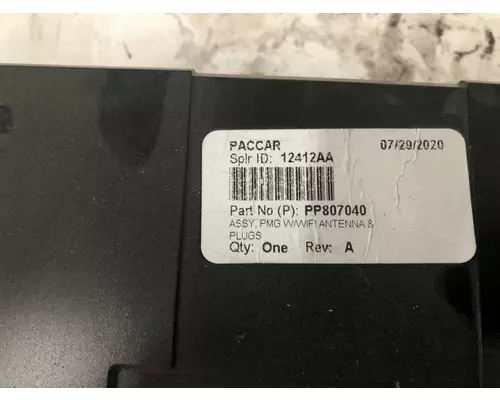 PACCAR 07/29/2020
Splr ID: 12412AA
Part No (P): PP807040
ASSY, PMG W/WIFI ANTENNA &
PLUGS
Qty: One Rev: A